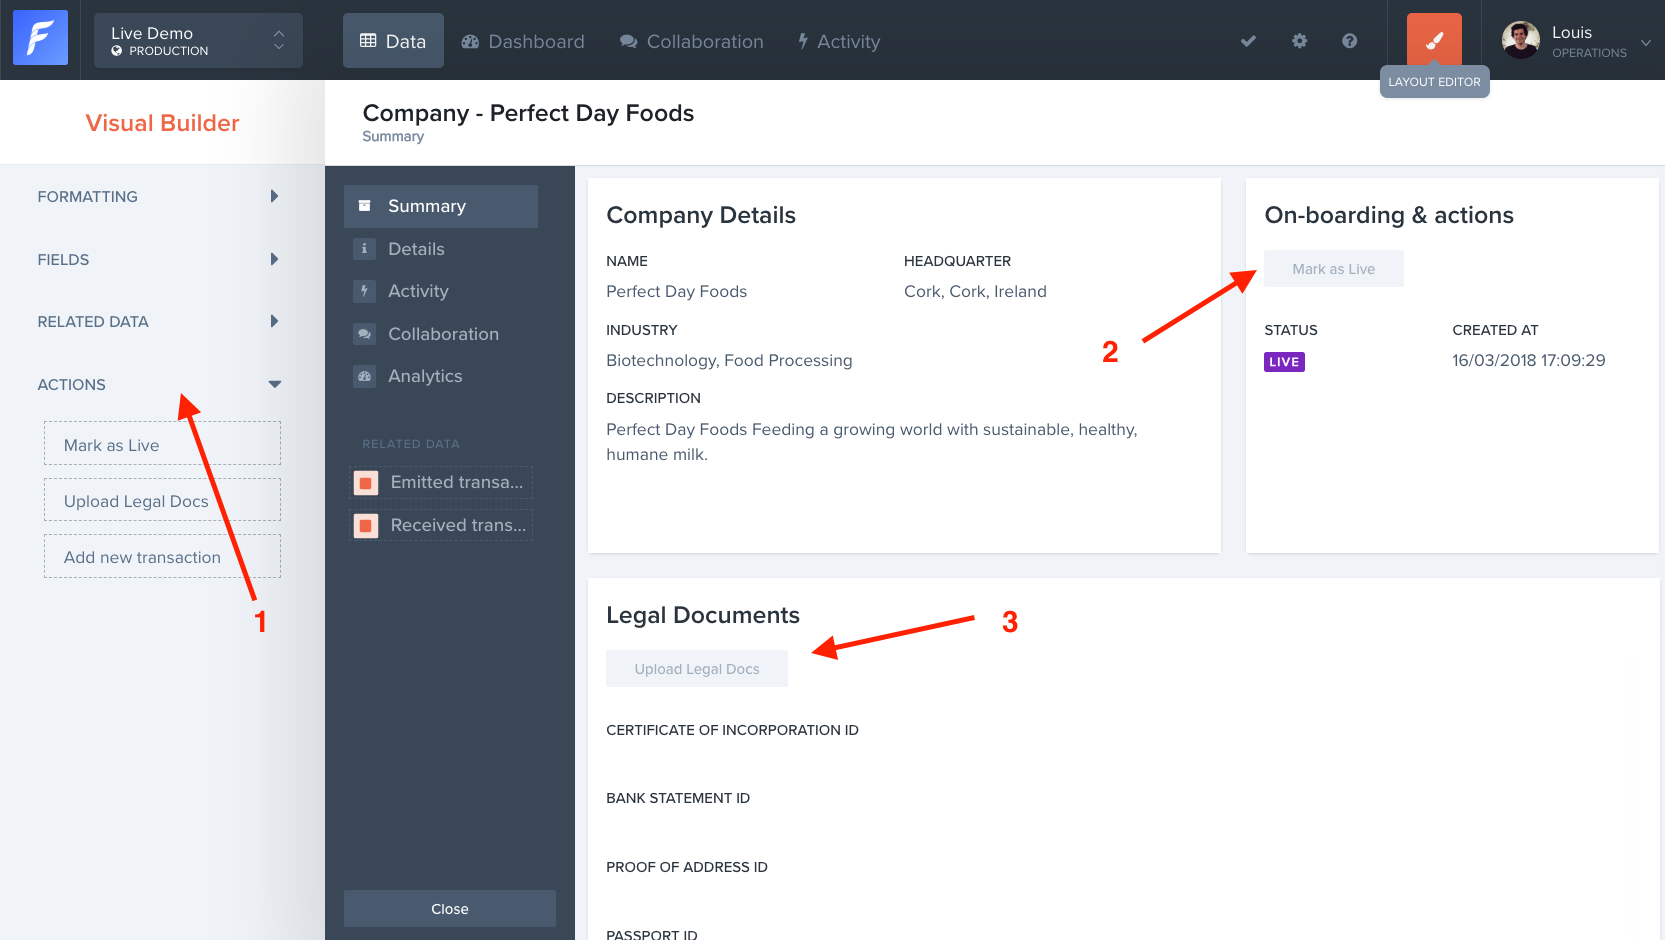 Live Demo
PRODUCTION
Data
Dashboard
Collaboration
Activity
Louis
OPERATIONS
LAYOUT EDITOR
Visual Builder
FORMATTING
FIELDS
RELATED DATA
ACTIONS
Mark as Live
Upload Legal Docs
Add new transaction
1
Company - Perfect Day Foods
Summary
Summary
Details
Activity
Collaboration
Analytics
RELATED DATA
Emitted transa...
Received trans...
Close
Company Details
NAME
Perfect Day Foods
HEADQUARTER
Cork, Cork, Ireland
INDUSTRY
Biotechnology, Food Processing
DESCRIPTION
Perfect Day Foods Feeding a growing world with sustainable, healthy,
humane milk.
2
On-boarding & actions
Mark as Live
STATUS
LIVE
CREATED AT
16/03/2018 17:09:29
Legal Documents
3
Upload Legal Docs
CERTIFICATE OF INCORPORATION ID
BANK STATEMENT ID
PROOF OF ADDRESS ID
PASSPORT ID